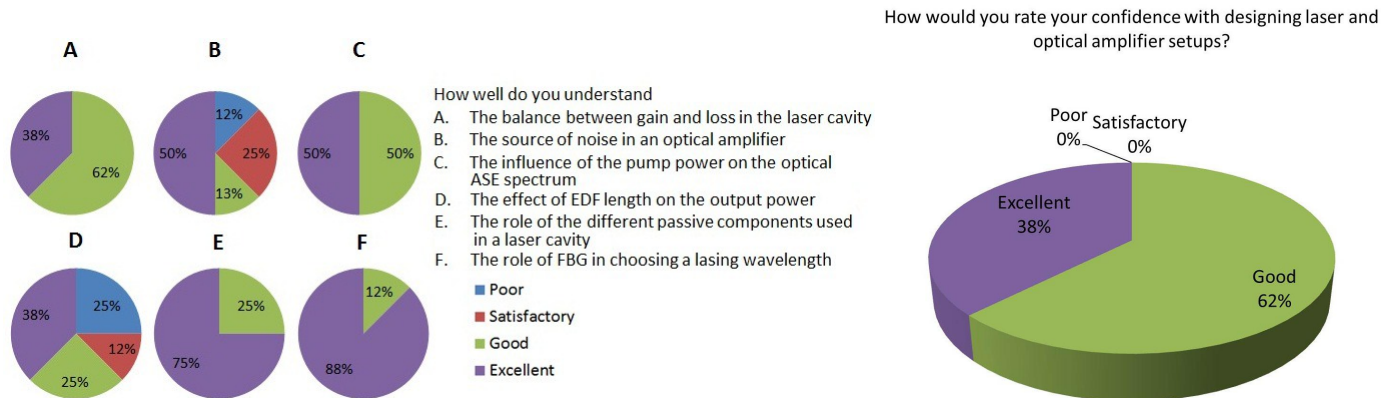 A
38%
62%
B
12%
25%
13%
50%
C
50%
50%
D
25%
12%
25%
38%
E
25%
75%
F
12%
88%
How well do you understand
A. The balance between gain and loss in the laser cavity
B. The source of noise in an optical amplifier
C. The influence of the pump power on the optical
ASE spectrum
D. The effect of EDF length on the output power
E. The role of the different passive components used
in a laser cavity
F. The role of FBG in choosing a lasing wavelength
Poor
Satisfactory
Good
Excellent
How would you rate your confidence with designing laser and
optical amplifier setups?
Poor
0%
Satisfactory
0%
Excellent
38%
Good
62%